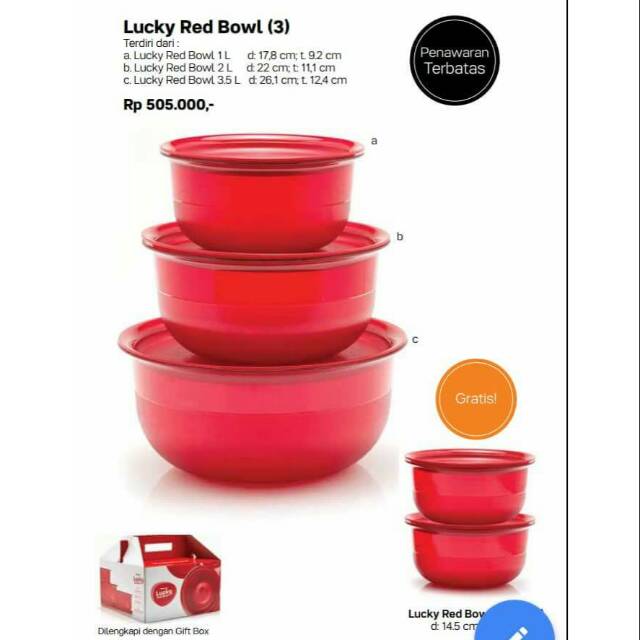 Lucky Red Bowl (3)
Terdiri dari :
a. Lucky Red Bowl 1 L d: 17,8 cm; t. 9.2 cm
b. Lucky Red Bowl 2 L d: 22 cm; t: 11,1 cm
c. Lucky Red Bowl 3.5 L d: 26,1 cm; t. 12,4 cm
Rp 505.000,-
Penawaran
Terbatas
a
b
c
Gratis!
Lucky
Dilengkapi dengan Gift Box
Lucky Red
d: 14.5 cm